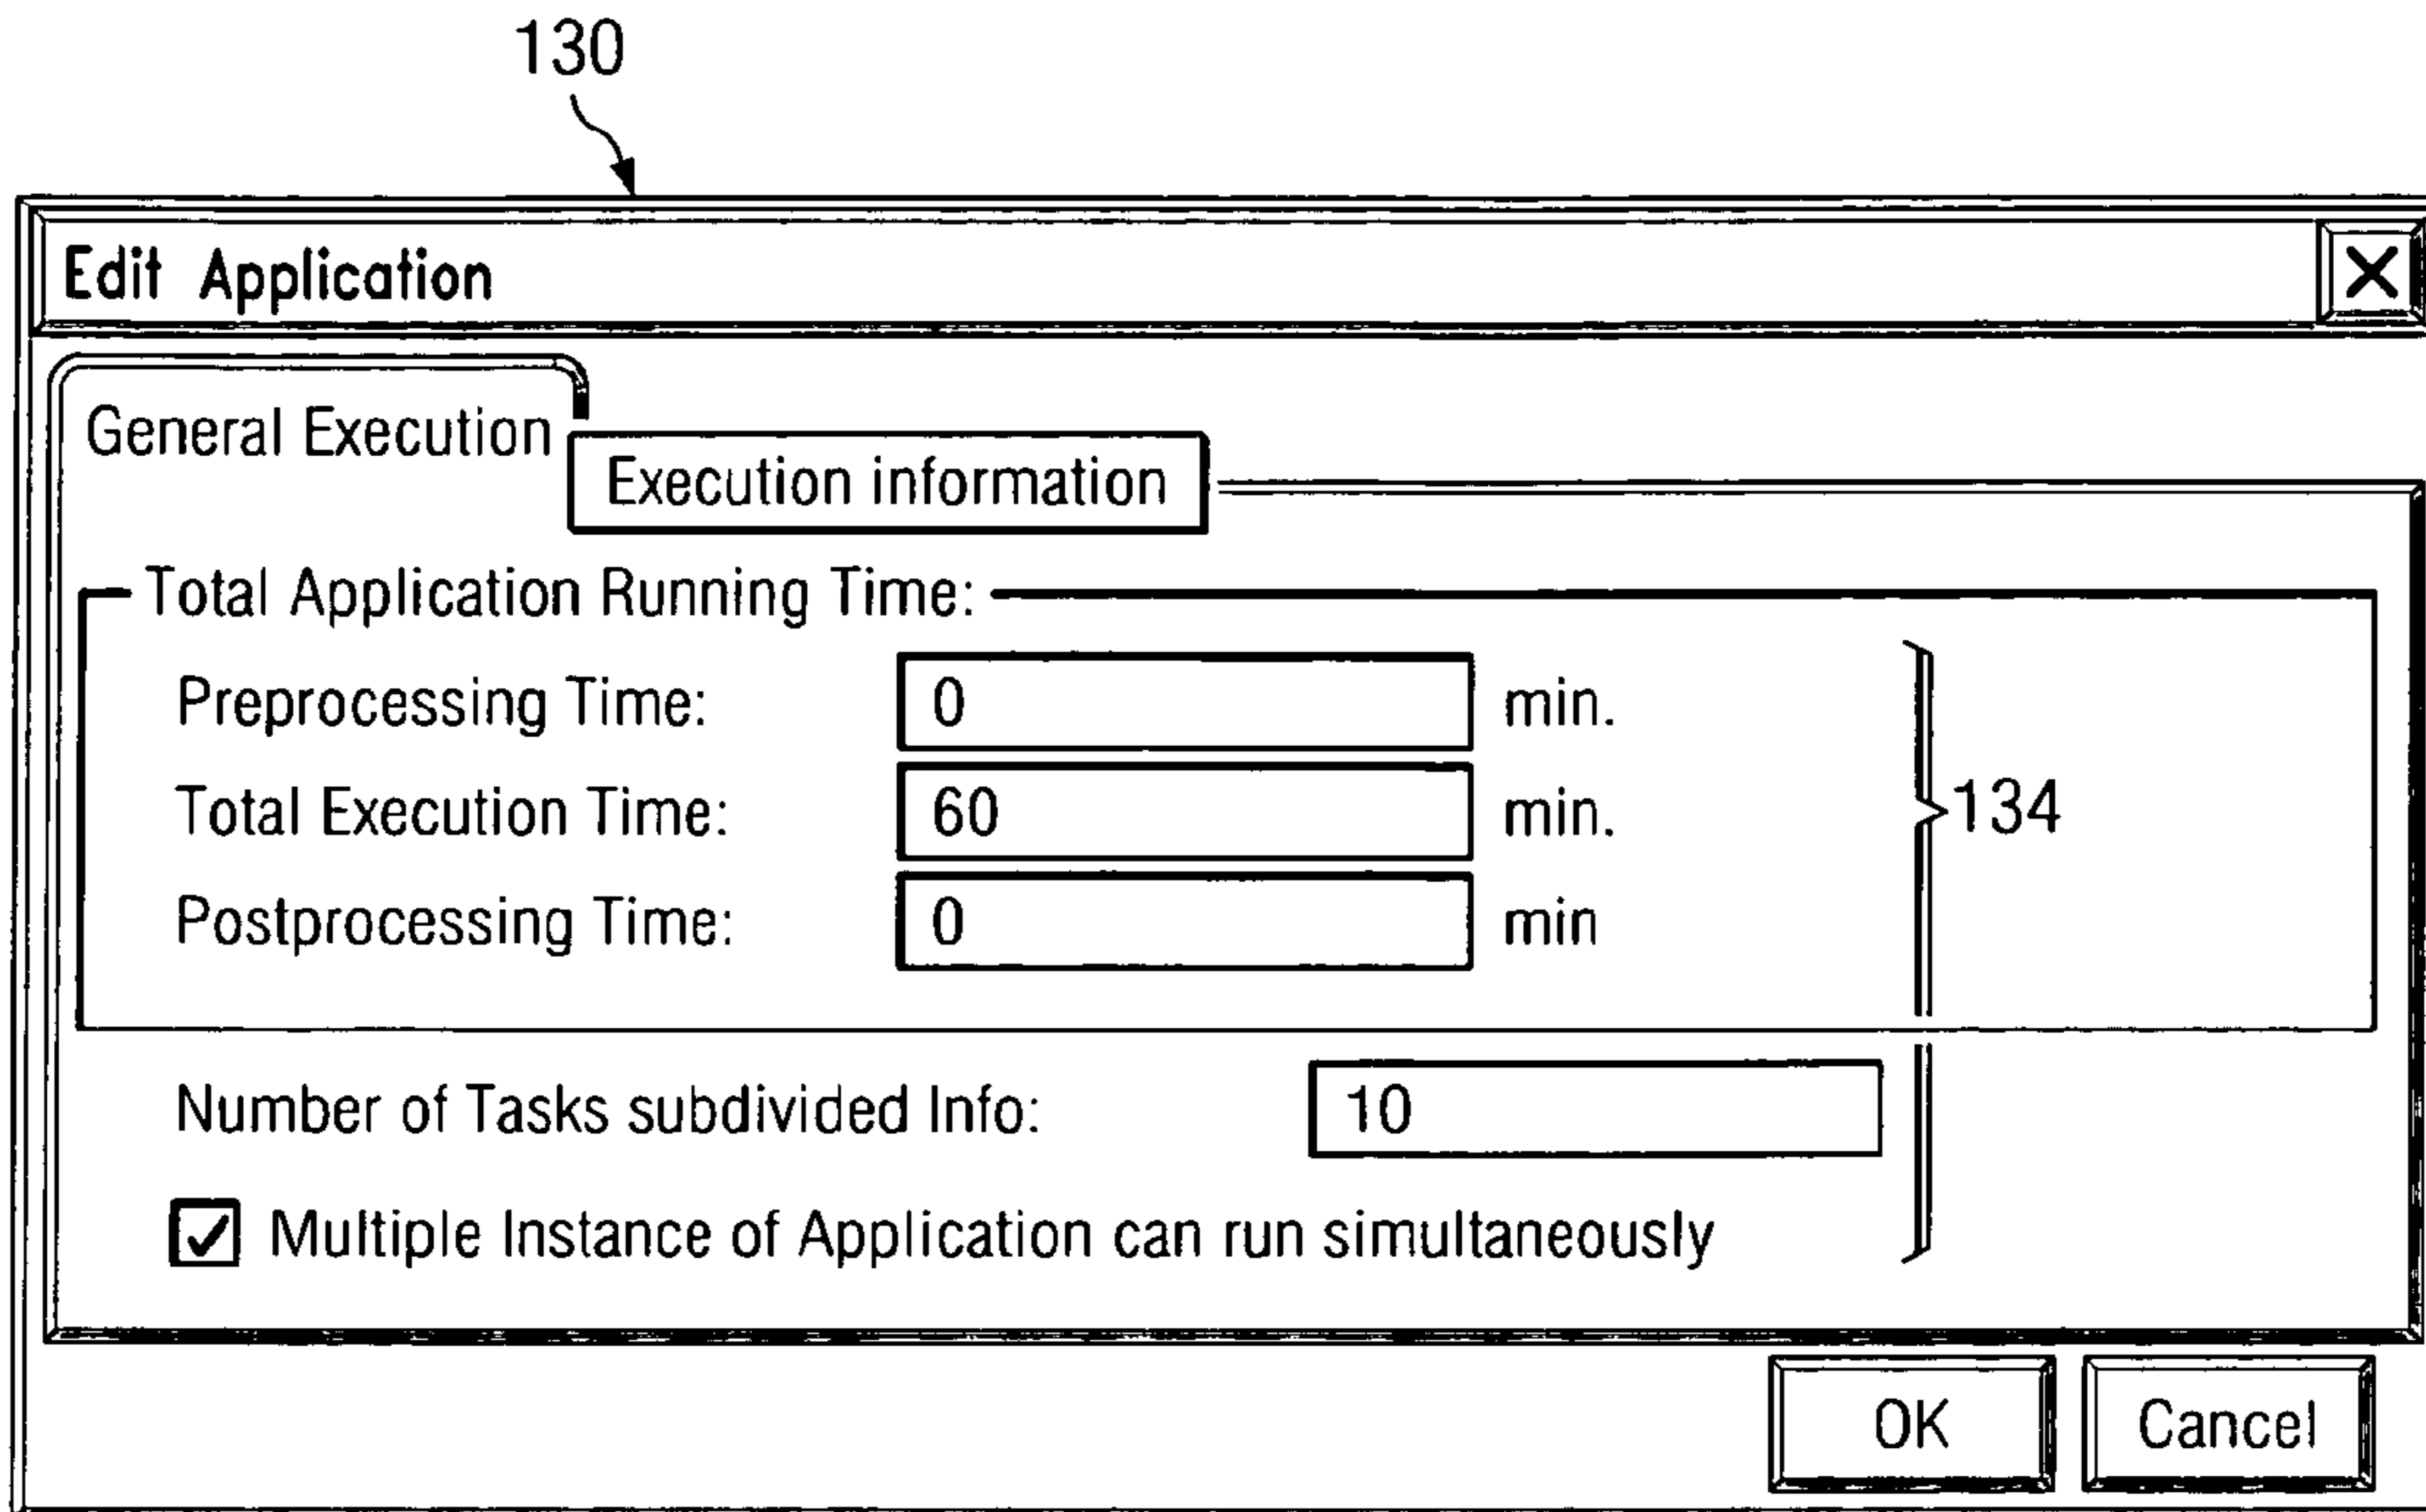 130
Edit Application X
General Execution
Execution information
Total Application Running Time:
Preprocessing Time: 0 min.
Total Execution Time: 60 min.
134
Postprocessing Time: 0 min
Number of Tasks subdivided Info: 10
Multiple Instance of Application can run simultaneously
OK Cancel